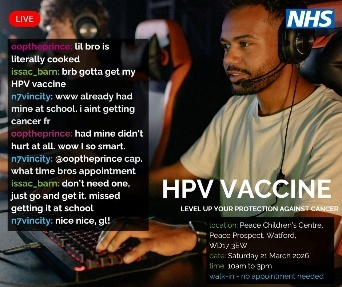 LIVE
NHS
ooptheprince: lil bro is
literally cooked
issac_barn: brb gotta get my
HPV vaccine
n7vincity: www already had
mine at school. i aint getting
cancer fr
ooptheprince: had mine didn't
hurt at all. wow I so smart.
n7vincity: @ooptheprince cap.
what time bros appointment
issac_barn: don't need one,
just go and get it. missed
getting it at school
n7vincity: nice nice, gl!
HPV VACCINE
LEVEL UP YOUR PROTECTION AGAINST CANCER
location: Peace Children's Centre,
Peace Prospect, Watford,
WD17 3EW
date: Saturday 21 March 2026
time: 10am to 3pm
walk-in - no appointment needed